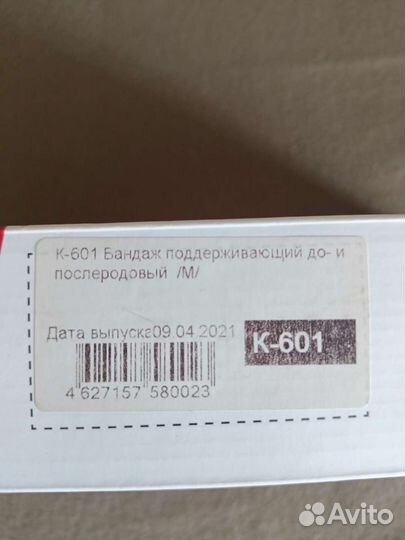 К-601 Бандаж поддерживающий до- и
послеродовый /М/
Дата выпуска09.04.2021
К-601
4 627157 580023
Avito